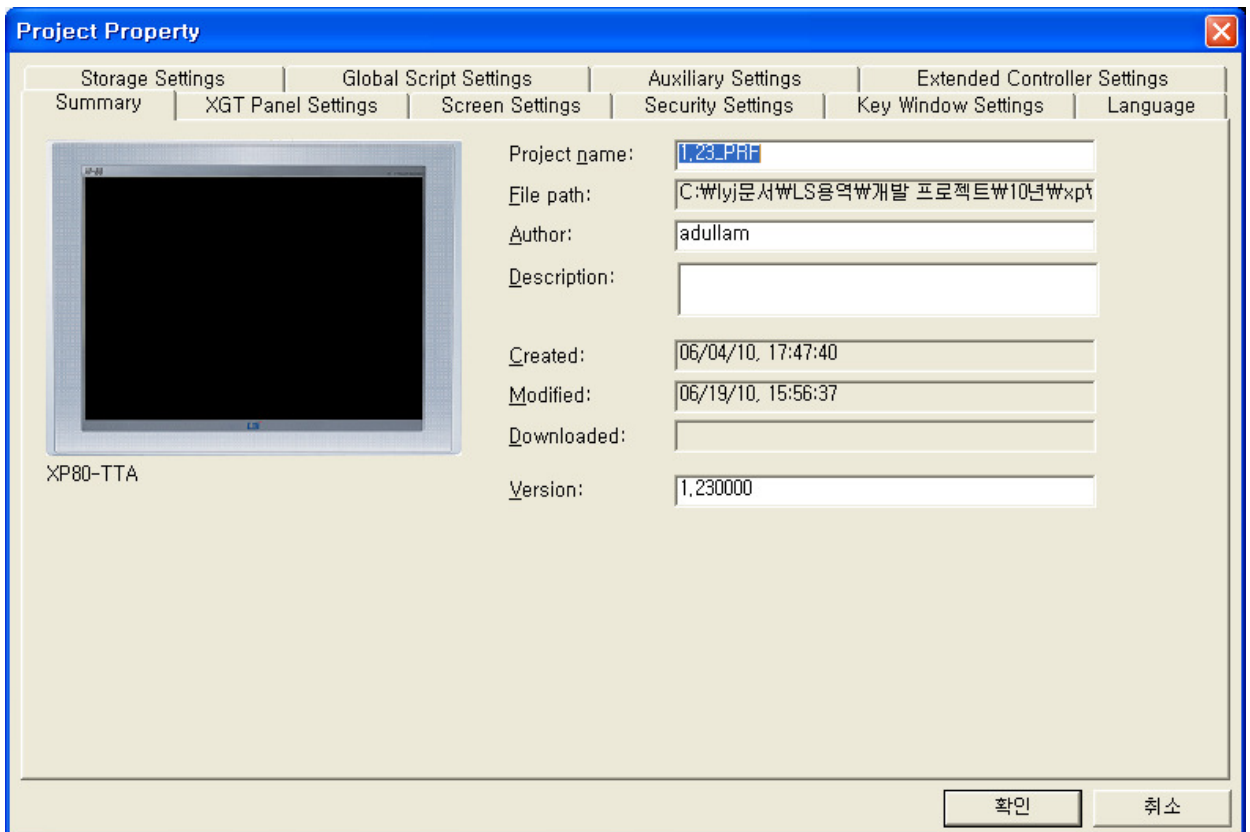 Project Property
Storage Settings
Global Script Settings
Auxiliary Settings
Extended Controller Settings
Summary
XGT Panel Settings
Screen Settings
Security Settings
Key Window Settings
Language
Project name:
1,23_PRF
File path:
C:₩lyj문서₩LS용역₩개발 프로젝트₩10년₩xp₩
Author:
adullam
Description:
Created:
06/04/10, 17:47:40
Modified:
06/19/10, 15:56:37
Downloaded:
XP80-TTA
Version:
1,230000
확인
취소